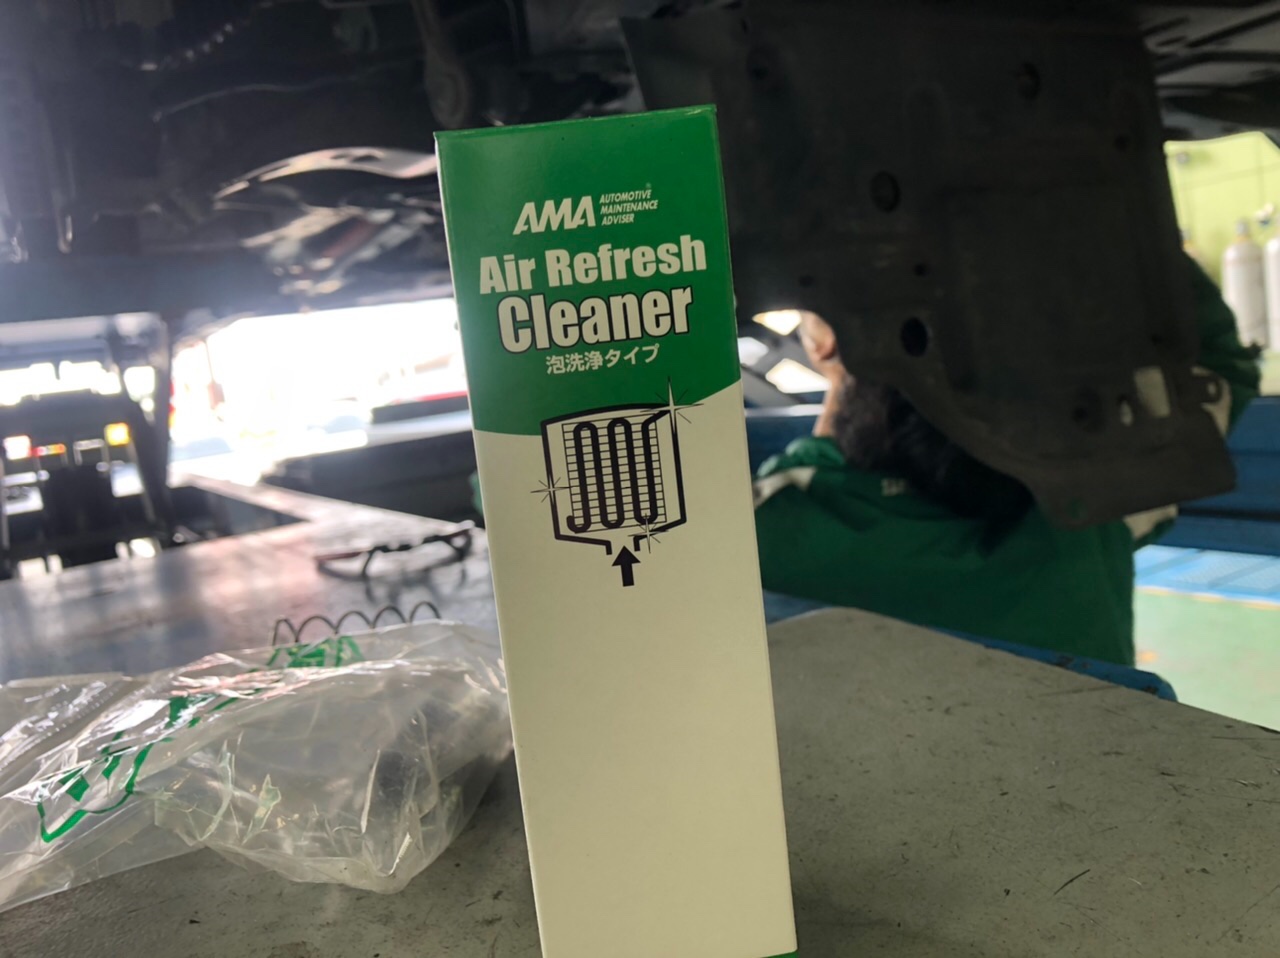 AMA AUTOMOTIVE
MAINTENANCE
ADVISER
Air Refresh
Cleaner
泡洗浄タイプ